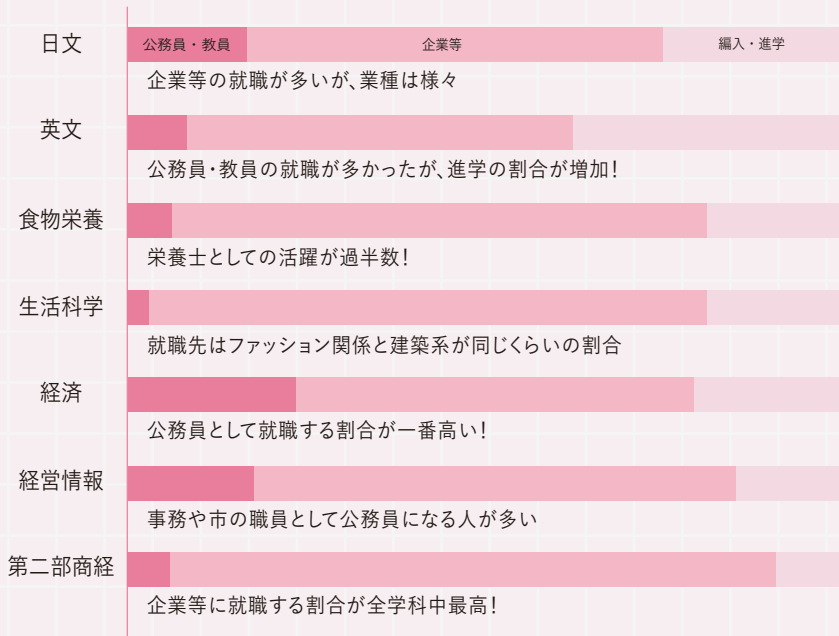 日文
公務員・教員
企業等
編入・進学
企業等の就職が多いが、業種は様々
英文
公務員・教員の就職が多かったが、進学の割合が増加!
食物栄養
栄養士としての活躍が過半数!
生活科学
就職先はファッション関係と建築系が同じくらいの割合
経済
公務員として就職する割合が一番高い!
経営情報
事務や市の職員として公務員になる人が多い
第二部商経
企業等に就職する割合が全学科中最高!